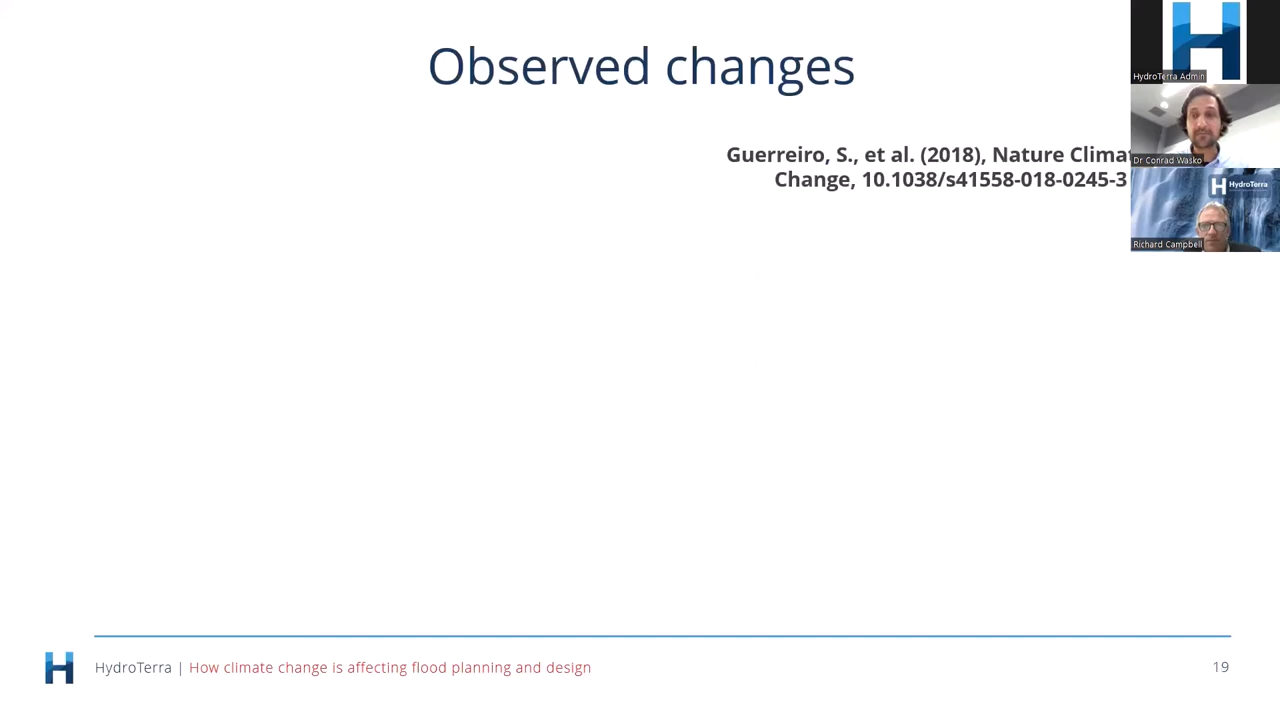 Observed changes
Guerreiro, S., et al. (2018), Nature Climat
Change, 10.1038/s41558-018-0245-3
HydroTerra Admin
Dr Conrad Wasko
HydroTerra
Richard Campbell
HydroTerra | How climate change is affecting flood planning and design
19